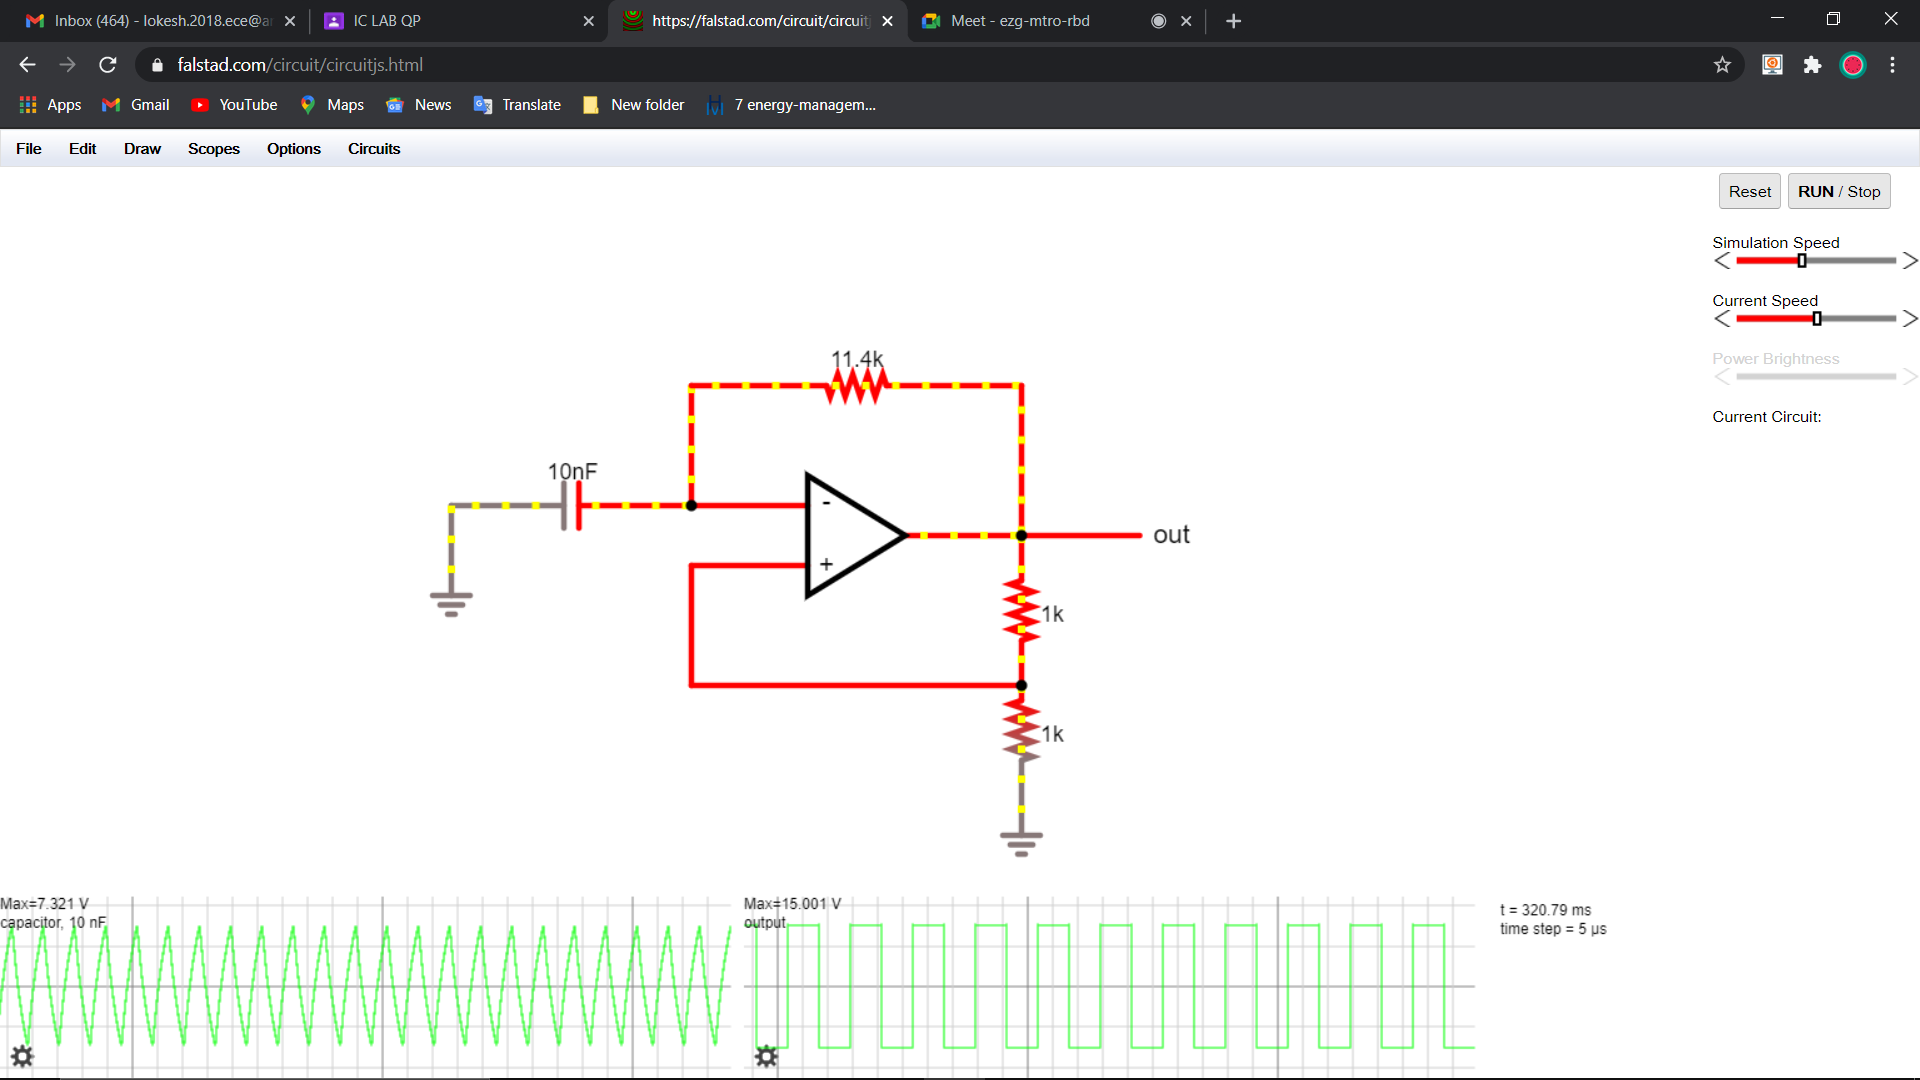 Inbox (464) - lokesh.2018.ece@a
IC LAB QP
https://falstad.com/circuit/circuitj
Meet - ezg-mtro-rbd
falstad.com/circuit/circuitjs.html
Apps
Gmail
YouTube
Maps
News
Translate
New folder
7 energy-managem...
File
Edit
Draw
Scopes
Options
Circuits
Reset
RUN / Stop
Simulation Speed
Current Speed
Power Brightness
Current Circuit:
11.4k
10nF
-
+
out
1k
1k
Max=7.321 V
capacitor, 10 nF
Max=15.001 V
output
t = 320.79 ms
time step = 5 µs